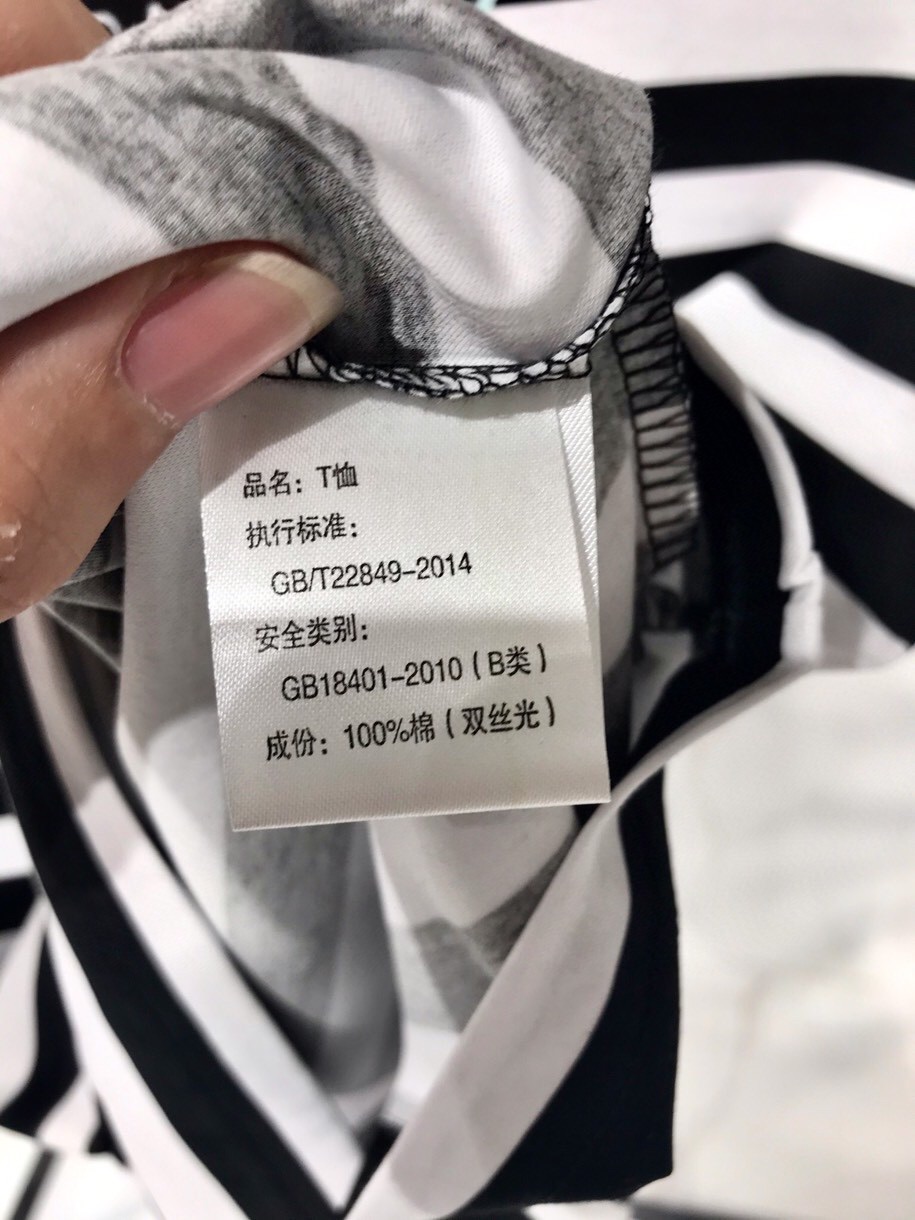 品名：T恤
执行标准：
GB/T22849-2014
安全类别：
GB18401-2010（B类）
成份：100%棉（双丝光）